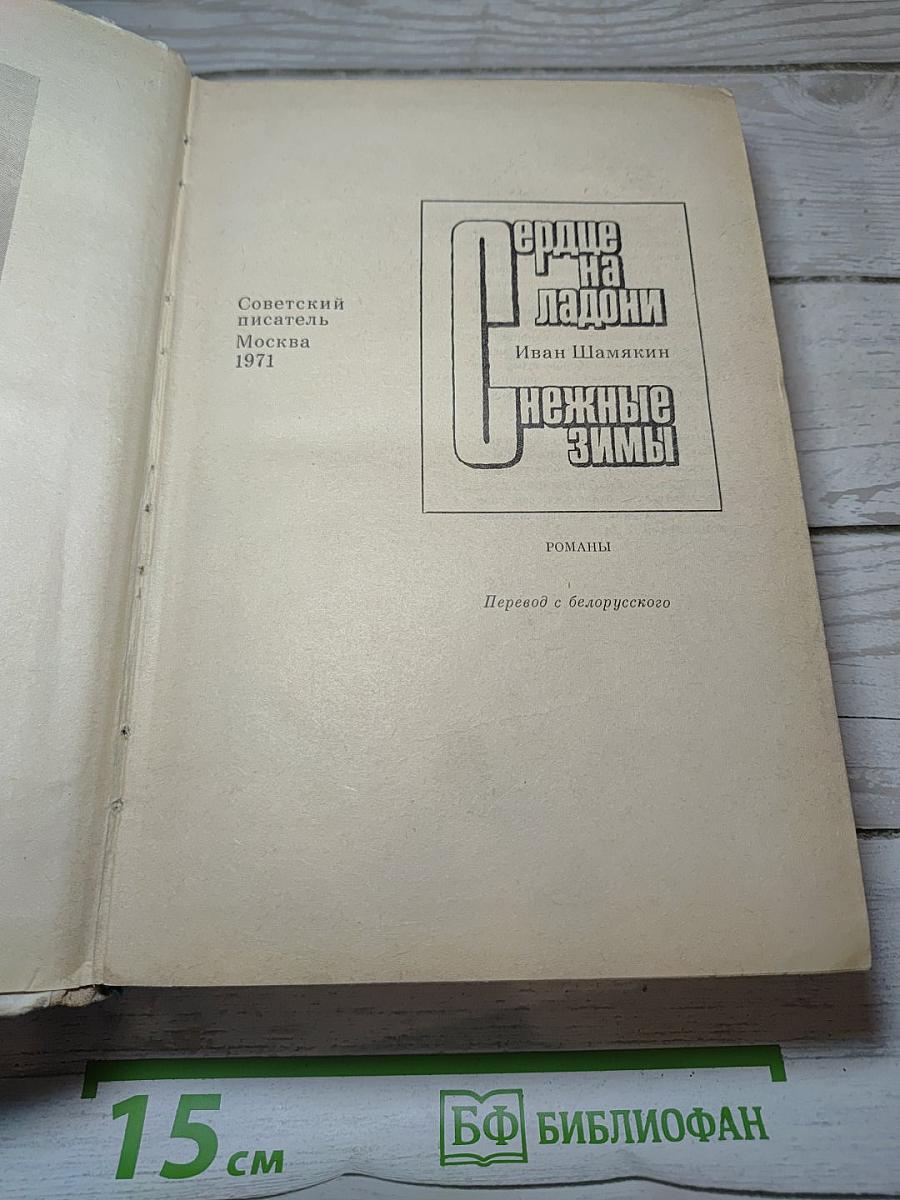 Советский
писатель
Москва
1971
Сердце
на
ладони
Иван Шамякин
Снежные
зимы
РОМАНЫ
Перевод с белорусского
15 см
БФ БИБЛИОФАН